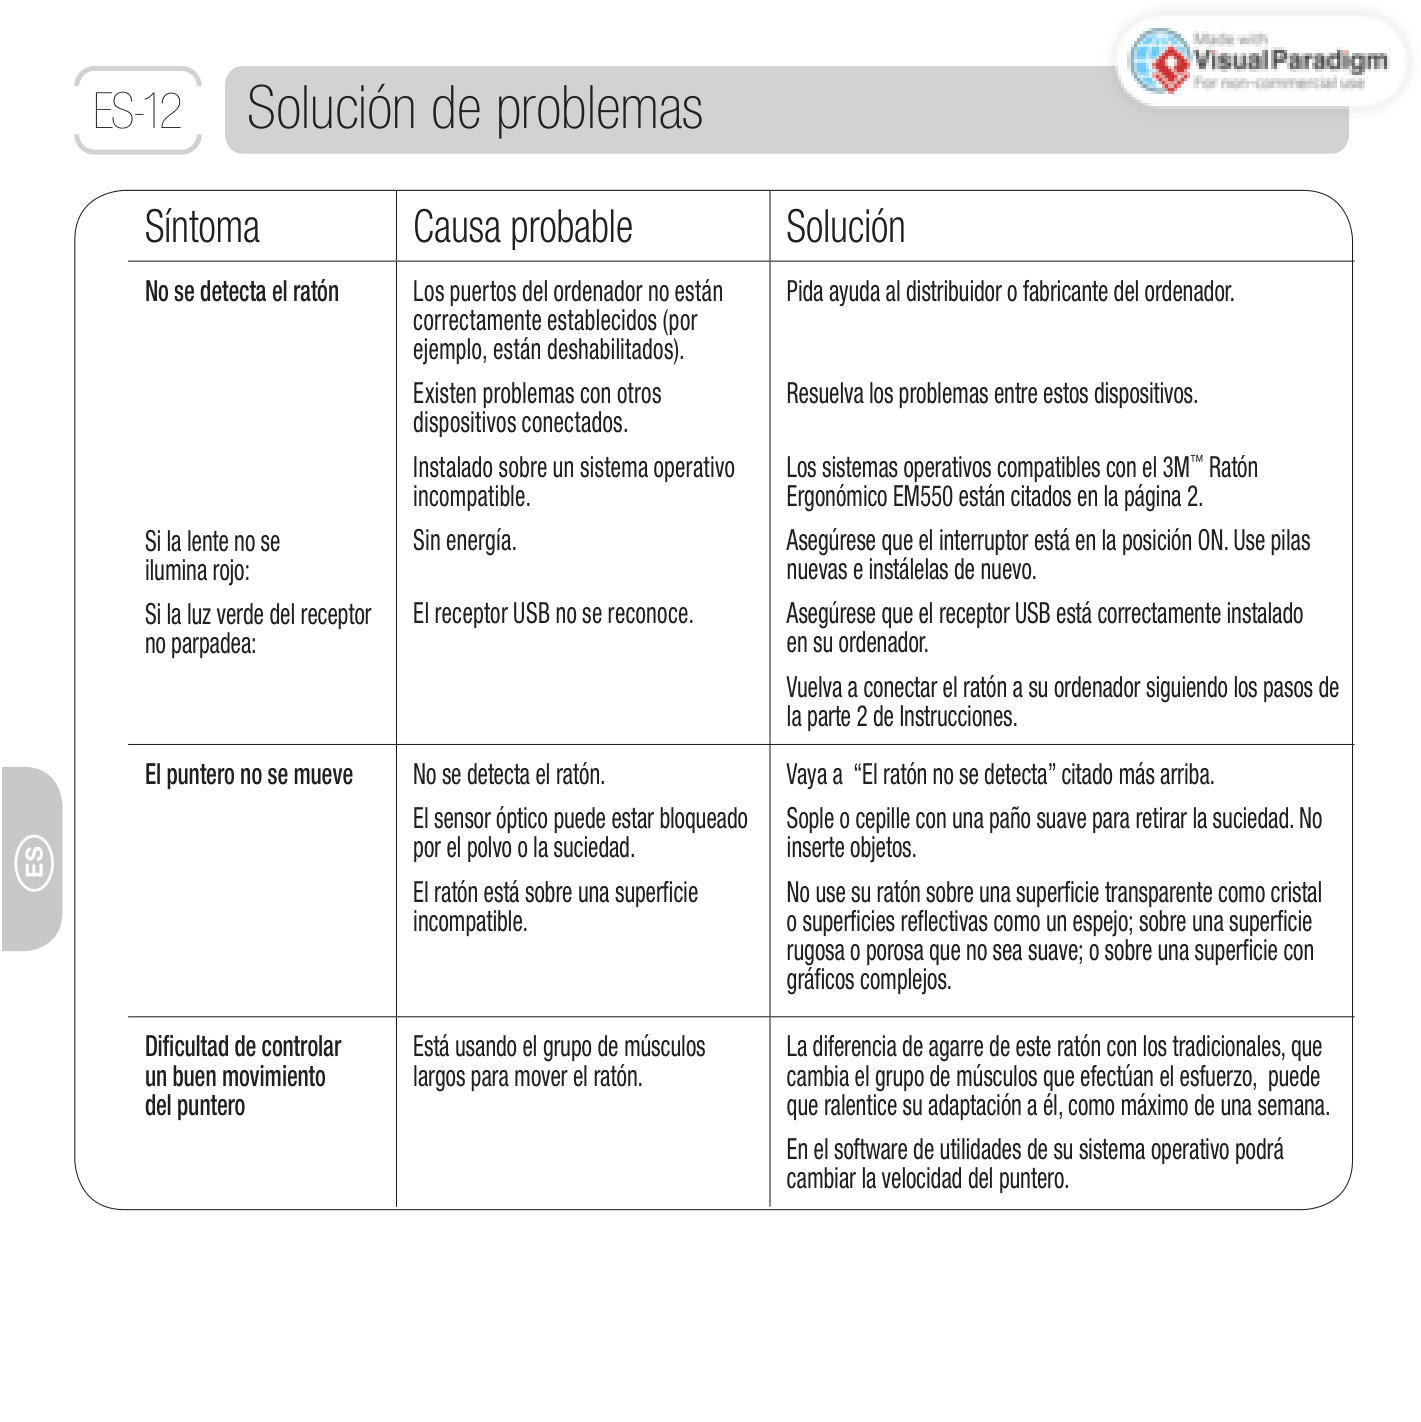 Made with
VisualParadigm
For non-commercial use
ES-12
Solución de problemas
Síntoma
Causa probable
Solución
No se detecta el ratón
Los puertos del ordenador no están
correctamente establecidos (por
ejemplo, están deshabilitados).
Pida ayuda al distribuidor o fabricante del ordenador.
Existen problemas con otros
dispositivos conectados.
Resuelva los problemas entre estos dispositivos.
Instalado sobre un sistema operativo
incompatible.
Los sistemas operativos compatibles con el 3M™ Ratón
Ergonómico EM550 están citados en la página 2.
Si la lente no se
ilumina rojo:
Sin energía.
Asegúrese que el interruptor está en la posición ON. Use pilas
nuevas e instálelas de nuevo.
Si la luz verde del receptor
no parpadea:
El receptor USB no se reconoce.
Asegúrese que el receptor USB está correctamente instalado
en su ordenador.
Vuelva a conectar el ratón a su ordenador siguiendo los pasos de
la parte 2 de Instrucciones.
El puntero no se mueve
No se detecta el ratón.
Vaya a  “El ratón no se detecta” citado más arriba.
El sensor óptico puede estar bloqueado
por el polvo o la suciedad.
Sople o cepille con una paño suave para retirar la suciedad. No
inserte objetos.
El ratón está sobre una superficie
incompatible.
No use su ratón sobre una superficie transparente como cristal
o superficies reflectivas como un espejo; sobre una superficie
rugosa o porosa que no sea suave; o sobre una superficie con
gráficos complejos.
Dificultad de controlar
un buen movimiento
del puntero
Está usando el grupo de músculos
largos para mover el ratón.
La diferencia de agarre de este ratón con los tradicionales, que
cambia el grupo de músculos que efectúan el esfuerzo,  puede
que ralentice su adaptación a él, como máximo de una semana.
En el software de utilidades de su sistema operativo podrá
cambiar la velocidad del puntero.
ES